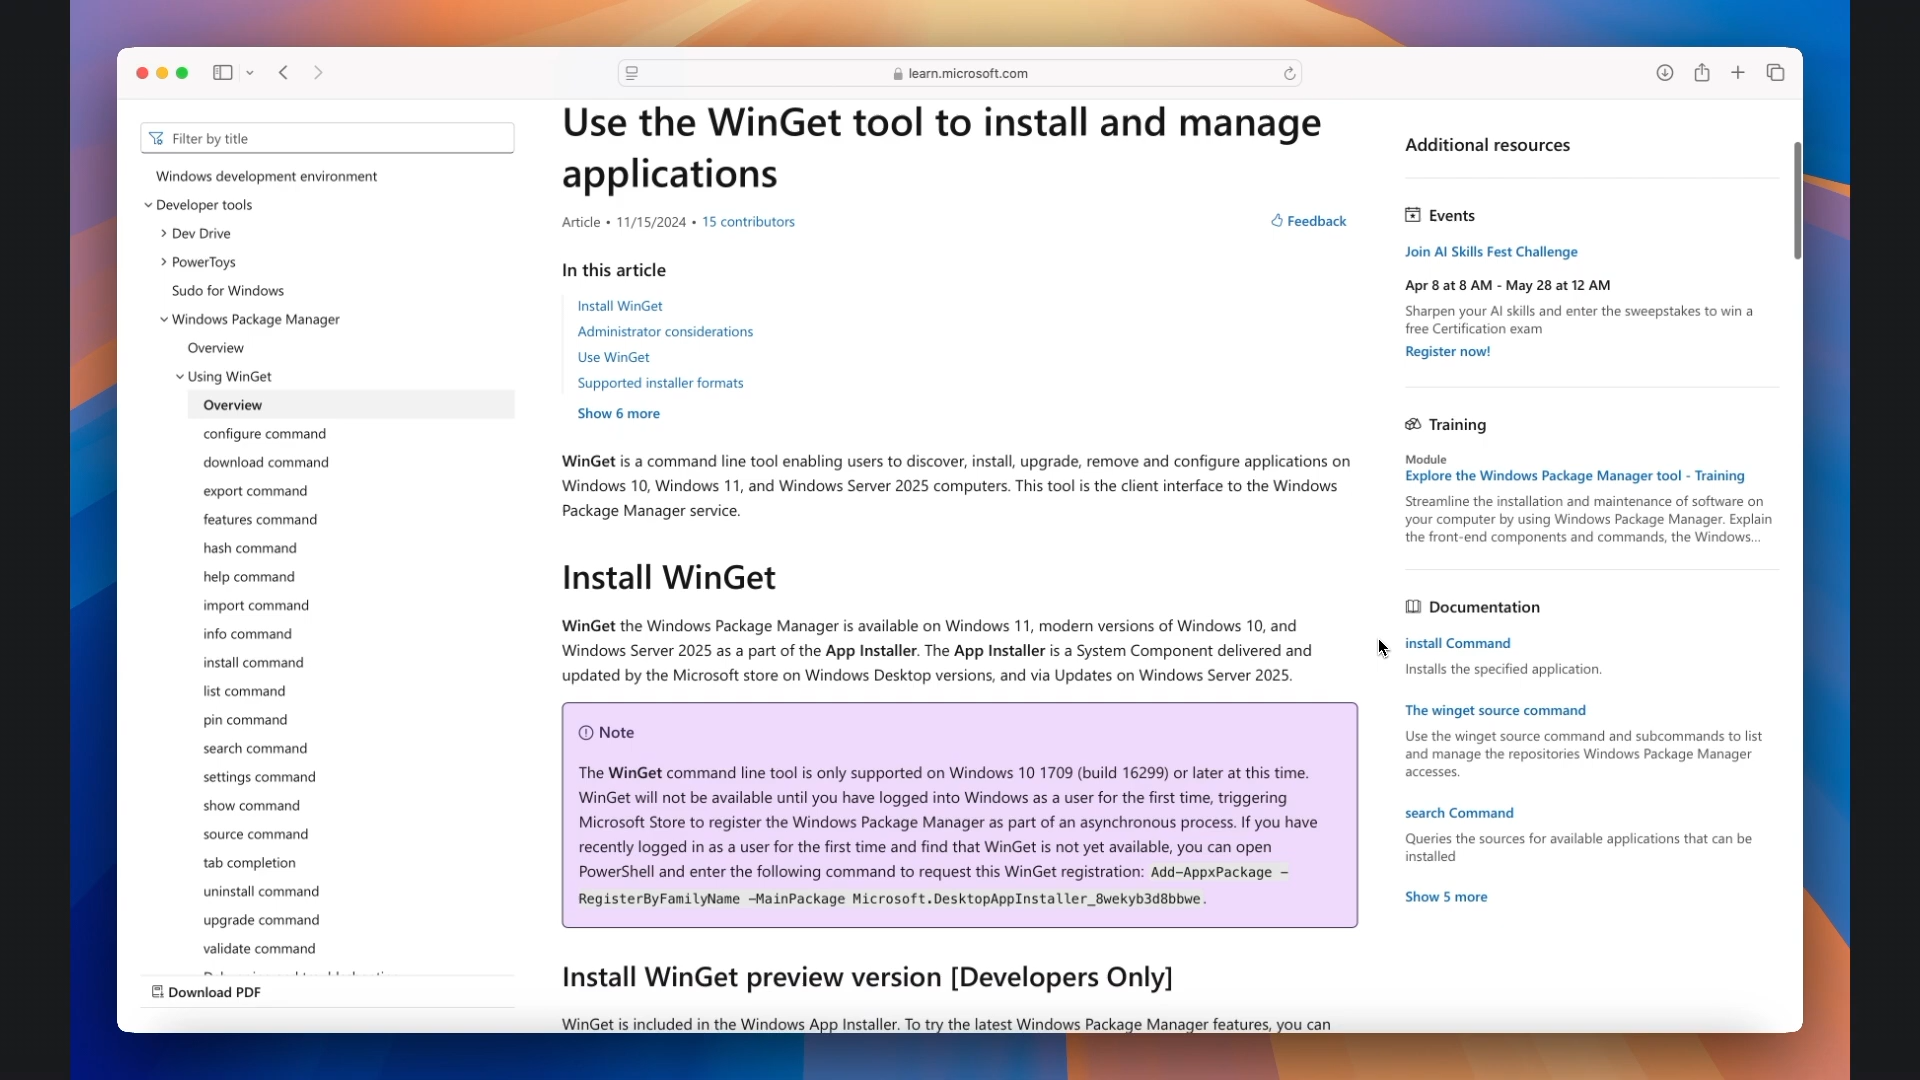 learn.microsoft.com
Filter by title
Windows development environment
Developer tools
Dev Drive
PowerToys
Sudo for Windows
Windows Package Manager
Overview
Using WinGet
Overview
configure command
download command
export command
features command
hash command
help command
import command
info command
install command
list command
pin command
search command
settings command
show command
source command
tab completion
uninstall command
upgrade command
validate command
Download PDF
Use the WinGet tool to install and manage
applications
Article • 11/15/2024 • 15 contributors
Feedback
In this article
Install WinGet
Administrator considerations
Use WinGet
Supported installer formats
Show 6 more
WinGet is a command line tool enabling users to discover, install, upgrade, remove and configure applications on
Windows 10, Windows 11, and Windows Server 2025 computers. This tool is the client interface to the Windows
Package Manager service.
Install WinGet
WinGet the Windows Package Manager is available on Windows 11, modern versions of Windows 10, and
Windows Server 2025 as a part of the App Installer. The App Installer is a System Component delivered and
updated by the Microsoft store on Windows Desktop versions, and via Updates on Windows Server 2025.
Note
The WinGet command line tool is only supported on Windows 10 1709 (build 16299) or later at this time.
WinGet will not be available until you have logged into Windows as a user for the first time, triggering
Microsoft Store to register the Windows Package Manager as part of an asynchronous process. If you have
recently logged in as a user for the first time and find that WinGet is not yet available, you can open
PowerShell and enter the following command to request this WinGet registration: Add-AppxPackage -
RegisterByFamilyName -MainPackage Microsoft.DesktopAppInstaller_8wekyb3d8bbwe.
Install WinGet preview version [Developers Only]
WinGet is included in the Windows App Installer. To try the latest Windows Package Manager features, you can
Additional resources
Events
Join AI Skills Fest Challenge
Apr 8 at 8 AM - May 28 at 12 AM
Sharpen your AI skills and enter the sweepstakes to win a
free Certification exam
Register now!
Training
Module
Explore the Windows Package Manager tool - Training
Streamline the installation and maintenance of software on
your computer by using Windows Package Manager. Explain
the front-end components and commands, the Windows...
Documentation
install Command
Installs the specified application.
The winget source command
Use the winget source command and subcommands to list
and manage the repositories Windows Package Manager
accesses.
search Command
Queries the sources for available applications that can be
installed
Show 5 more